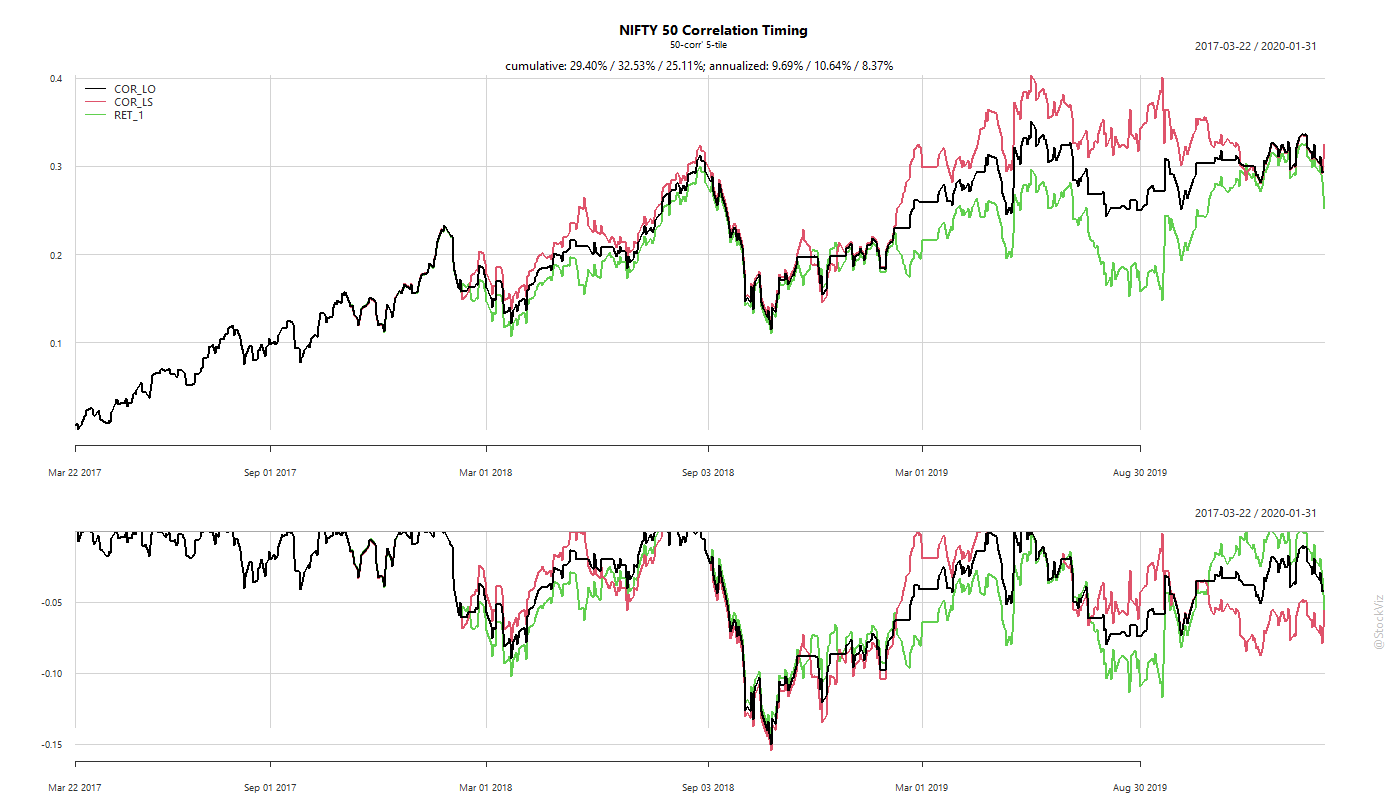 NIFTY 50 Correlation Timing
50-corr' 5-tile
2017-03-22 / 2020-01-31
cumulative: 29.40% / 32.53% / 25.11%; annualized: 9.69% / 10.64% / 8.37%
COR_LO
COR_LS
RET_1
0.4
0.3
0.2
0.1
Mar 22 2017
Sep 01 2017
Mar 01 2018
Sep 03 2018
Mar 01 2019
Aug 30 2019
2017-03-22 / 2020-01-31
-0.05
-0.10
-0.15
Mar 22 2017
Sep 01 2017
Mar 01 2018
Sep 03 2018
Mar 01 2019
Aug 30 2019
@StockViz